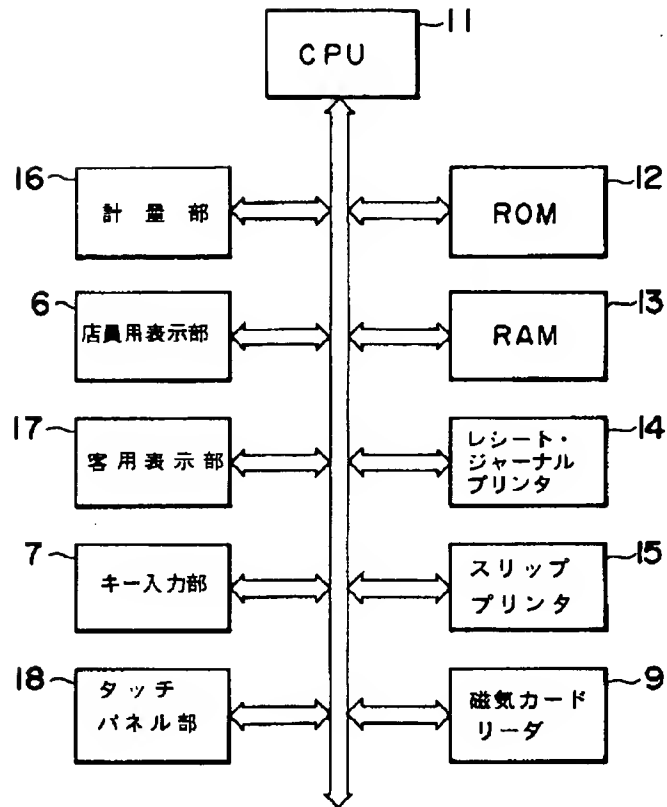 11
CPU
16
計量部
12
ROM
6
店員用表示部
13
RAM
17
客用表示部
14
レシート・
ジャーナル
プリンタ
7
キー入力部
15
スリップ
プリンタ
18
タッチ
パネル部
9
磁気カード
リーダ